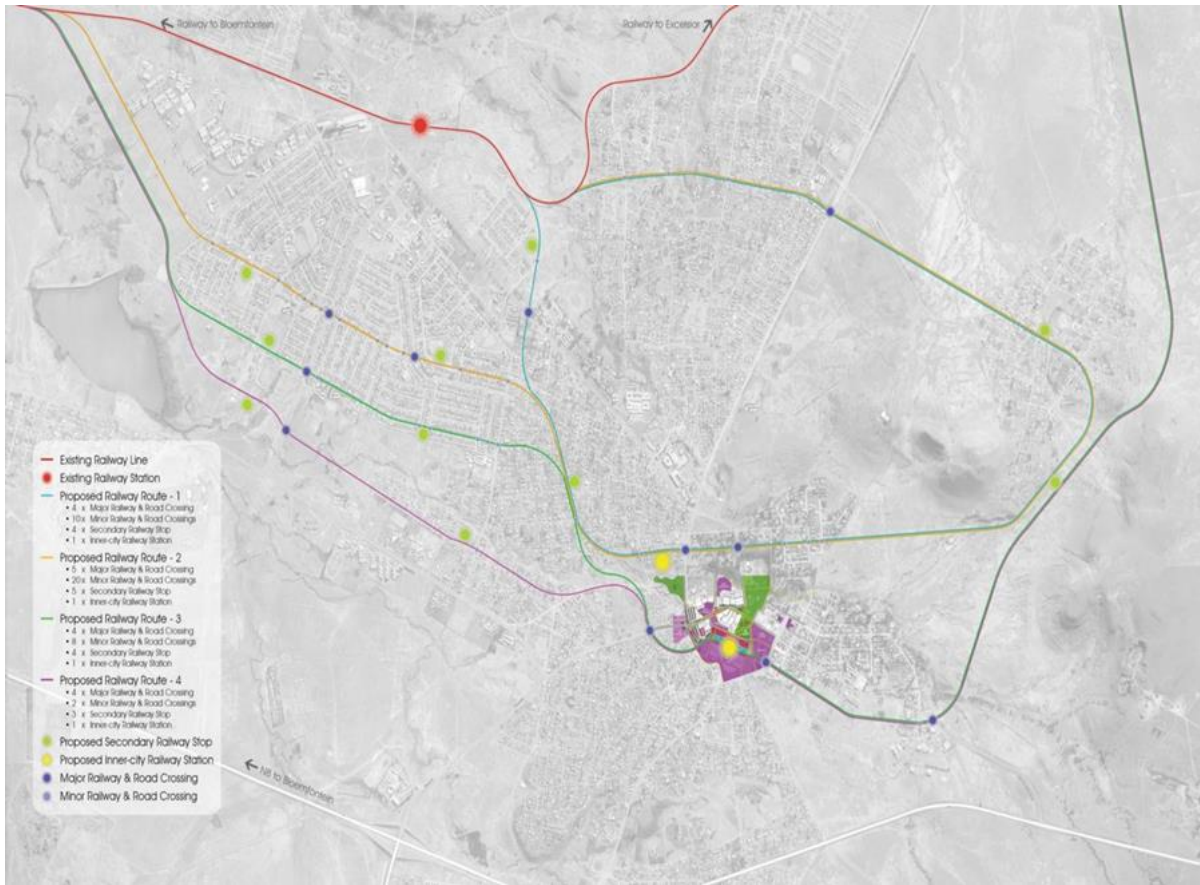 ← Railway to Bloemfontein
Railway to Excelsior ↗
Existing Railway Line
Existing Railway Station
Proposed Railway Route - 1
• 4 x Major Railway & Road Crossing
• 10x Minor Railway & Road Crossings
• 4 x Secondary Railway Stop
• 1 x Inner-city Railway Station
Proposed Railway Route - 2
• 5 x Major Railway & Road Crossing
• 20x Minor Railway & Road Crossings
• 5 x Secondary Railway Stop
• 1 x Inner-city Railway Station
Proposed Railway Route - 3
• 4 x Major Railway & Road Crossing
• 8 x Minor Railway & Road Crossings
• 4 x Secondary Railway Stop
• 1 x Inner-city Railway Station
Proposed Railway Route - 4
• 4 x Major Railway & Road Crossing
• 2 x Minor Railway & Road Crossings
• 3 x Secondary Railway Stop
• 1 x Inner-city Railway Station
Proposed Secondary Railway Stop
Proposed Inner-city Railway Station
Major Railway & Road Crossing
Minor Railway & Road Crossing
← N8 to Bloemfontein